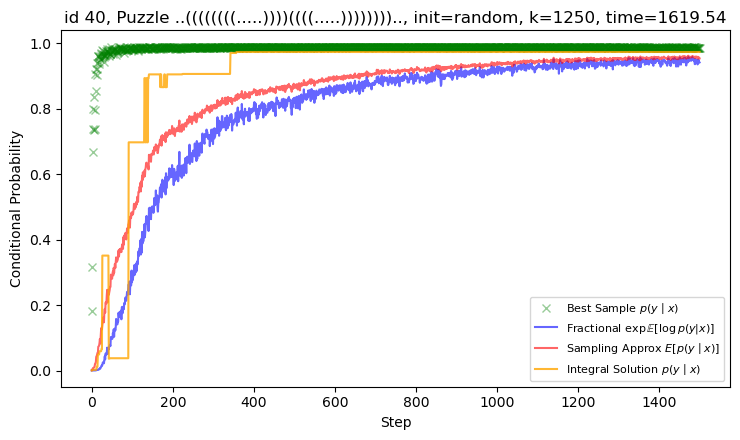 id 40, Puzzle ..((((((((.....))))((((.....)))))))).., init=random, k=1250, time=1619.54
Conditional Probability
1.0
0.8
0.6
0.4
0.2
0.0
Best Sample p(y | x)
Fractional exp𝔼[log p(y|x)]
Sampling Approx E[p(y | x)]
Integral Solution p(y | x)
0 200 400 600 800 1000 1200 1400
Step